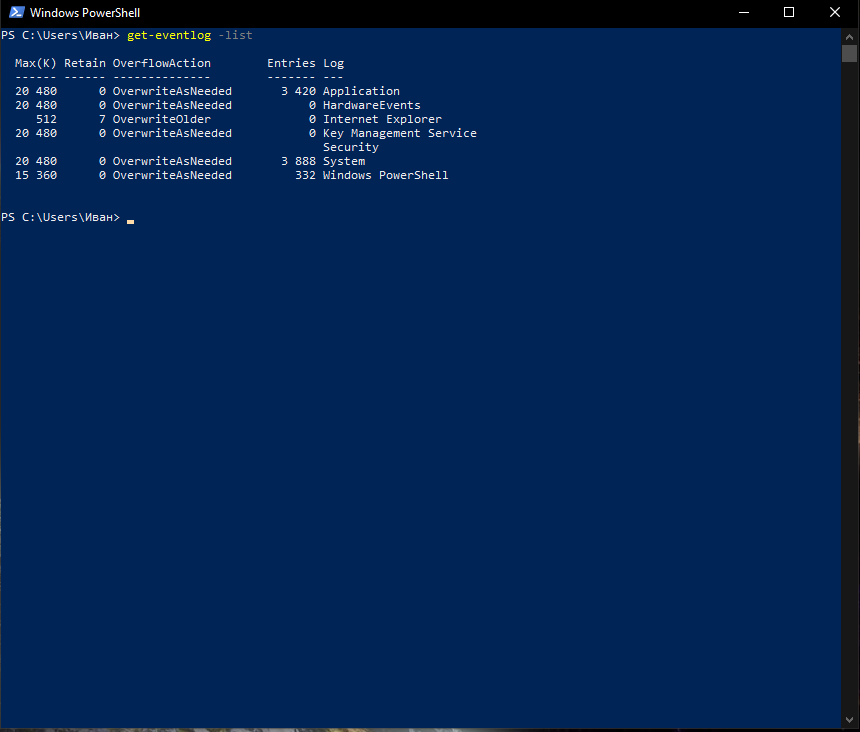 Windows PowerShell
PS C:\Users\Иван> get-eventlog -list
Max(K) Retain OverflowAction Entries Log
------ ------ -------------- ------- ---
20 480 0 OverwriteAsNeeded 3 420 Application
20 480 0 OverwriteAsNeeded 0 HardwareEvents
512 7 OverwriteOlder 0 Internet Explorer
20 480 0 OverwriteAsNeeded 0 Key Management Service
Security
20 480 0 OverwriteAsNeeded 3 888 System
15 360 0 OverwriteAsNeeded 332 Windows PowerShell
PS C:\Users\Иван>